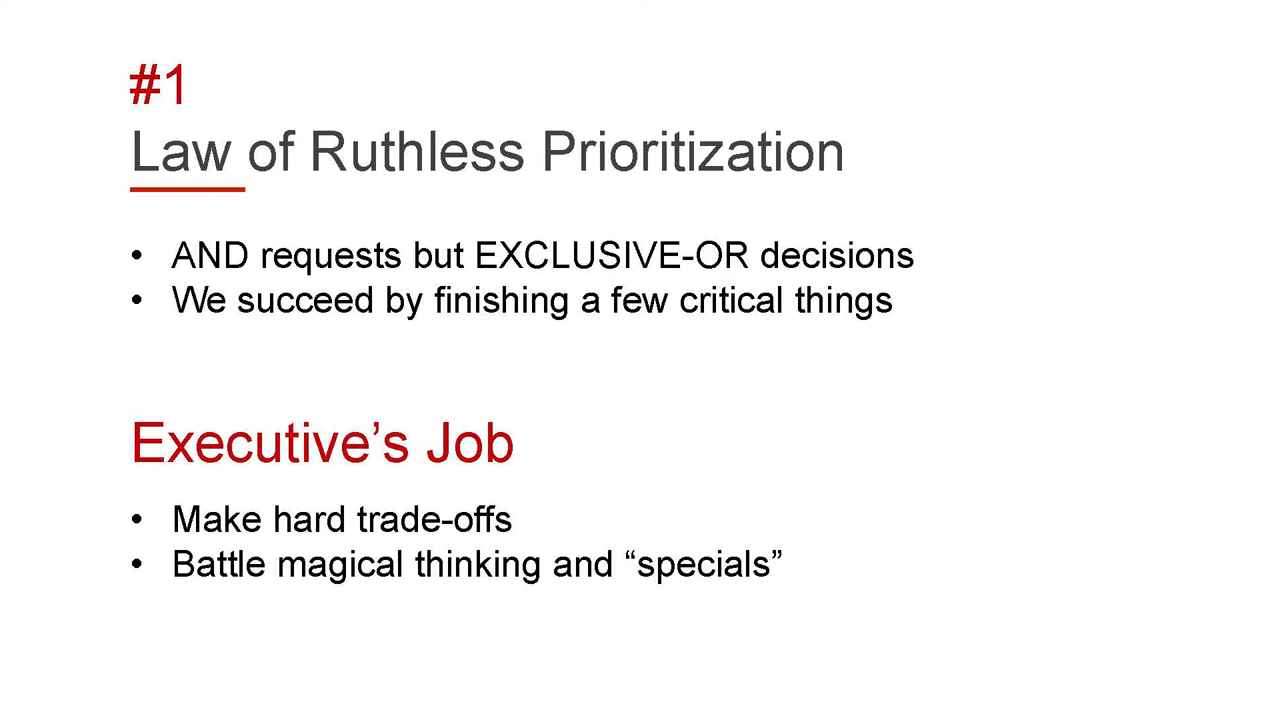 #1
Law of Ruthless Prioritization
• AND requests but EXCLUSIVE-OR decisions
• We succeed by finishing a few critical things
Executive’s Job
• Make hard trade-offs
• Battle magical thinking and “specials”